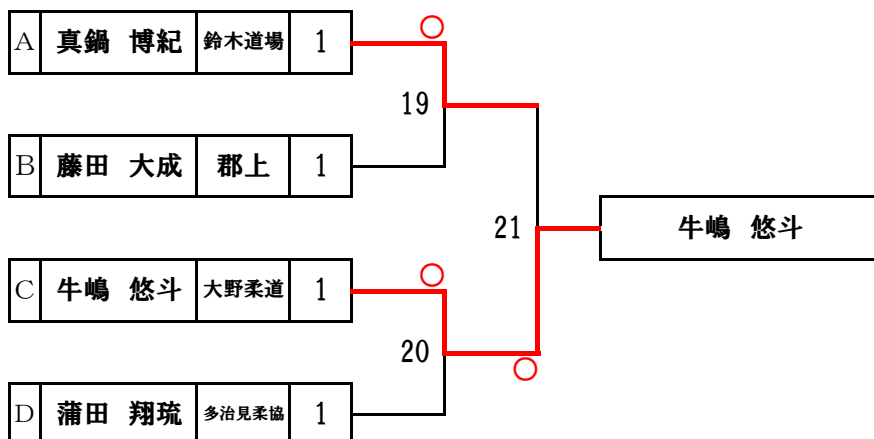 A 真鍋 博紀 鈴木道場 1
19
B 藤田 大成 郡上 1
21 牛嶋 悠斗
C 牛嶋 悠斗 大野柔道 1
20
D 蒲田 翔琉 多治見柔協 1